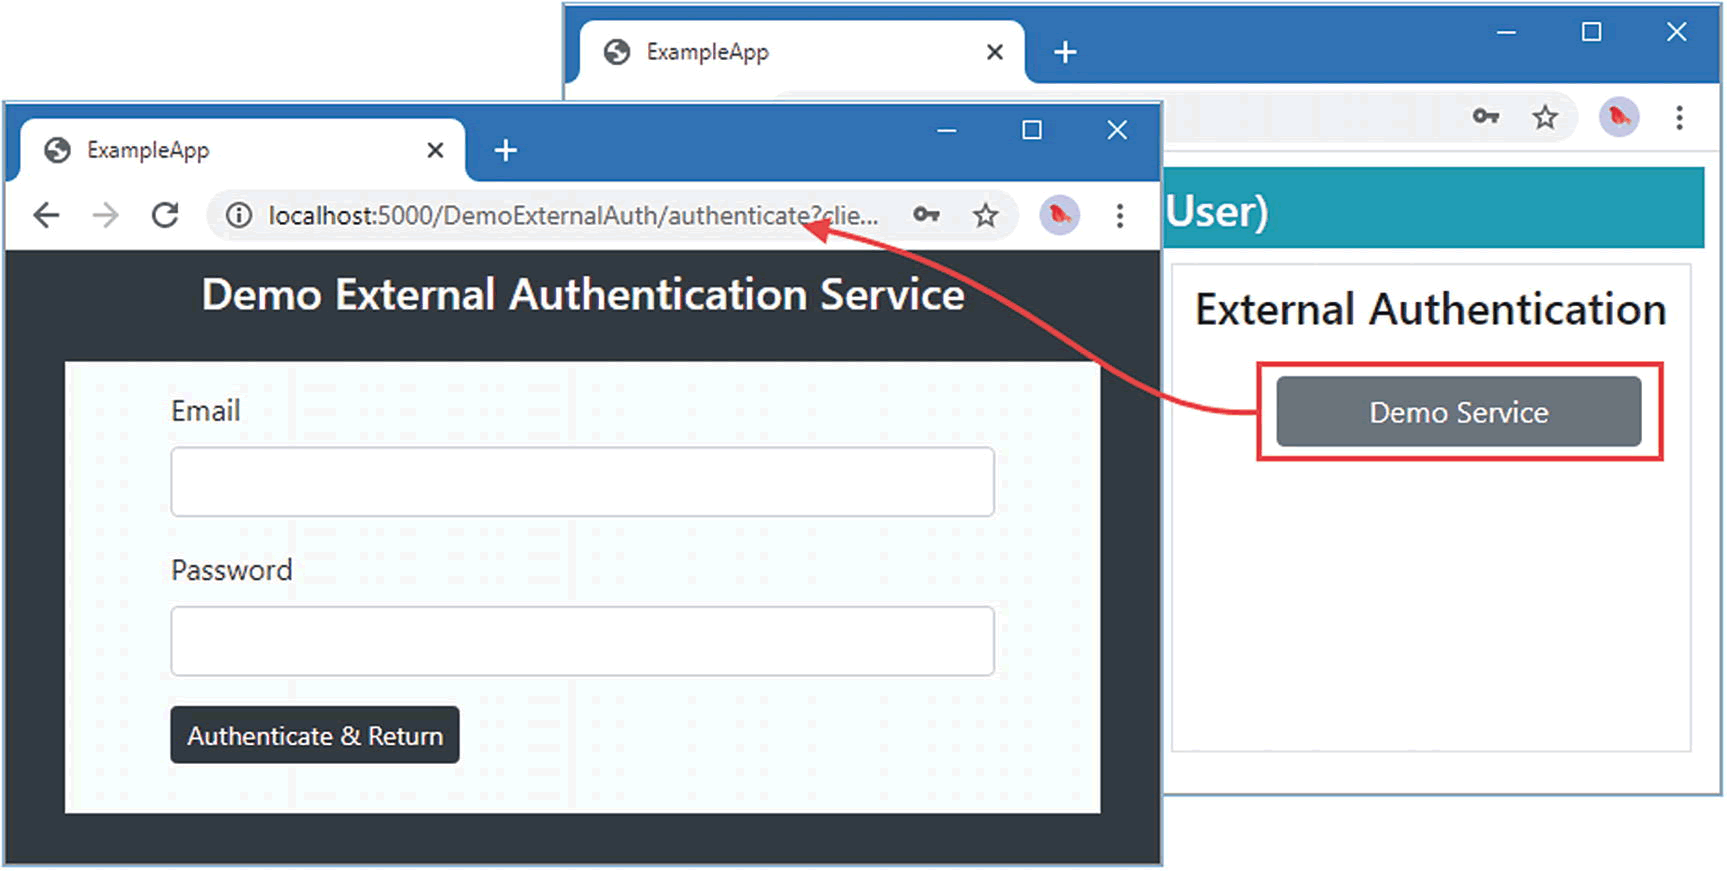 ExampleApp
User)
External Authentication
Demo Service
ExampleApp
localhost:5000/DemoExternalAuth/authenticate?clie...
Demo External Authentication Service
Email
Password
Authenticate & Return